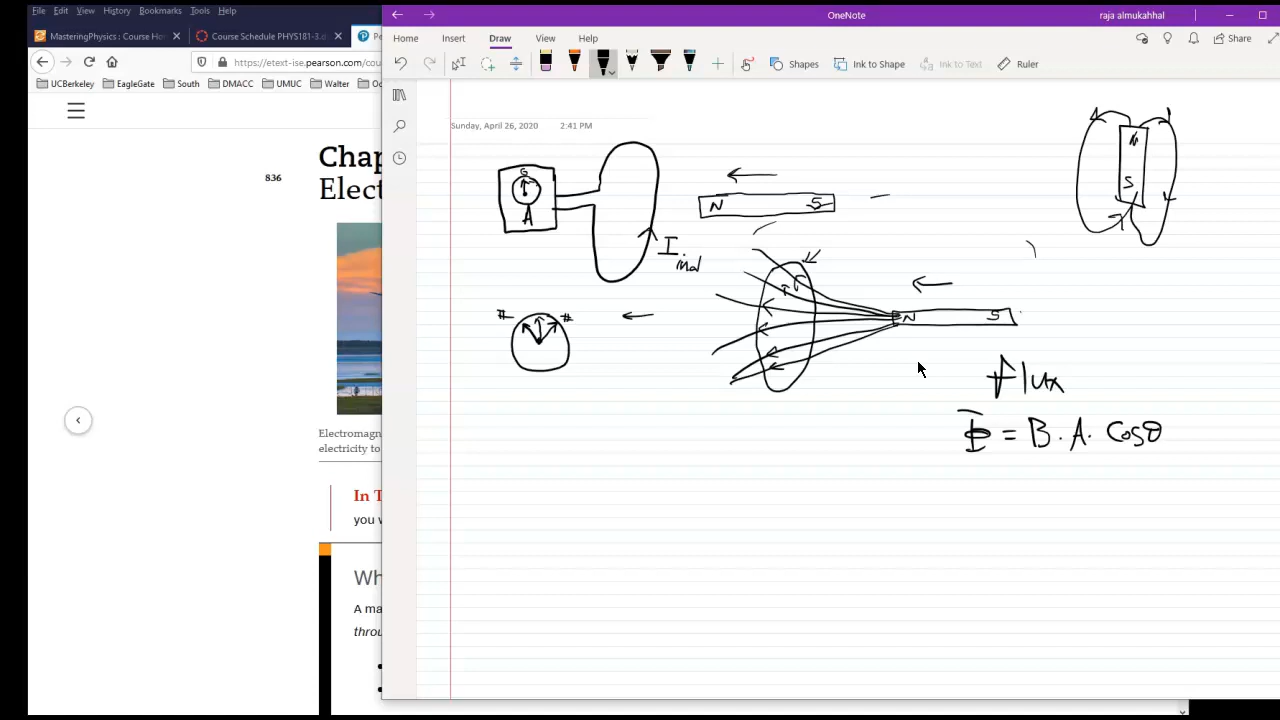 File Edit View History Bookmarks Tools Help
MasteringPhysics : Course Ho
Course Schedule PHYS181-3.
Pe
https://etext-ise.pearson.com/cou
UCBerkeley EagleGate South DMACC UMUC Walter Oc
836
Chap
Elect
Electromagn
electricity to
In T
you w
Wh
A ma
throu
OneNote
raja almukahhal
Home Insert Draw View Help
Share
Shapes Ink to Shape Ink to Text Ruler
Sunday, April 26, 2020 2:41 PM
G
A
I ind
N S
N
S
N S
flux
Φ = B . A . Cosθ